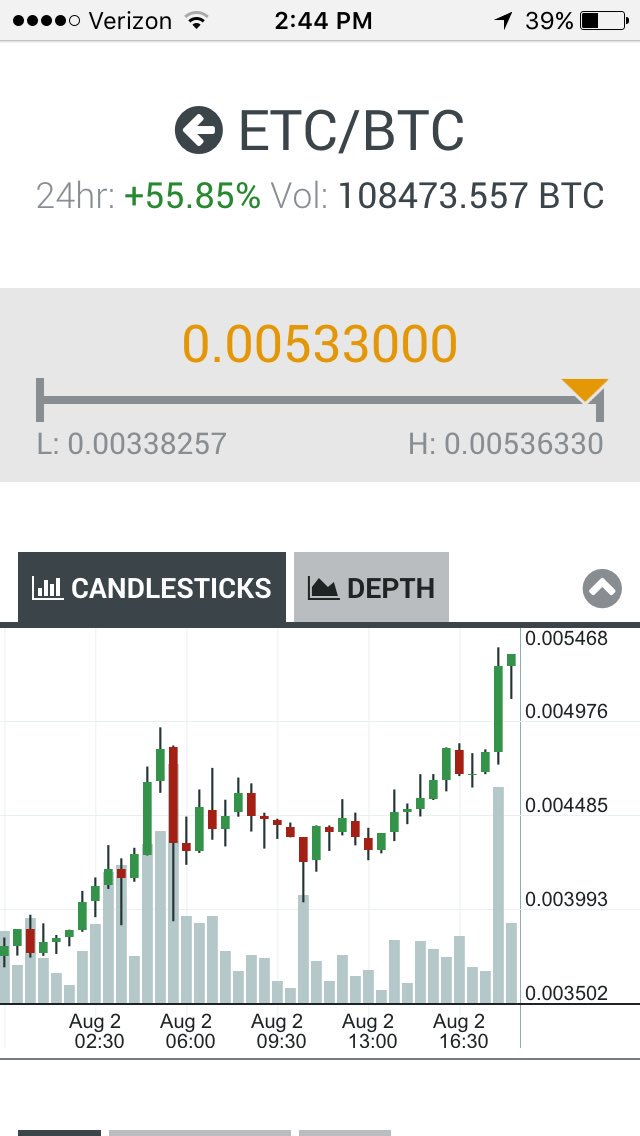 Verizon 2:44 PM 39%
ETC/BTC
24hr: +55.85% Vol: 108473.557 BTC
0.00533000
L: 0.00338257 H: 0.00536330
CANDLESTICKS DEPTH
0.005468
0.004976
0.004485
0.003993
0.003502
Aug 2 Aug 2 Aug 2 Aug 2 Aug 2
02:30 06:00 09:30 13:00 16:30